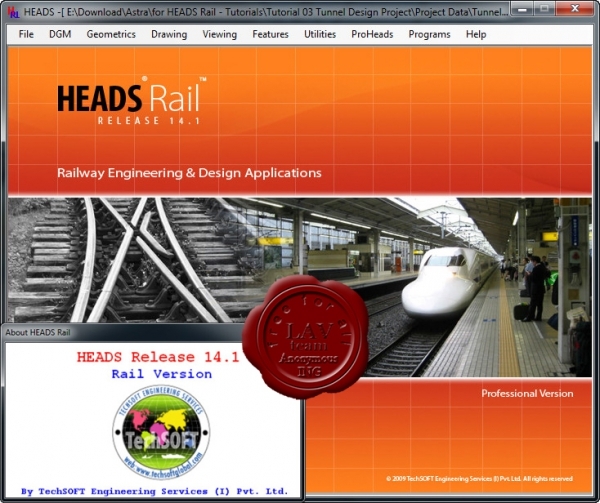 HEADS -[ E:\Download\Astra\for HEADS Rail - Tutorials\Tutorial 03 Tunnel Design Project\Project Data\Tunnel...
File DGM Geometrics Drawing Viewing Features Utilities ProHeads Programs Help
HEADS® Rail™
RELEASE 14.1
Railway Engineering & Design Applications
LAV
team
Anonymous
BIG
About HEADS Rail
HEADS Release 14.1
Rail Version
TECHSOFT ENGINEERING SERVICES
TechSOFT
web:www.techsoftglobal.com
By TechSOFT Engineering Services (I) Pvt. Ltd.
Professional Version
© 2009 TechSOFT Engineering Services (I) Pvt. Ltd. All rights reserved